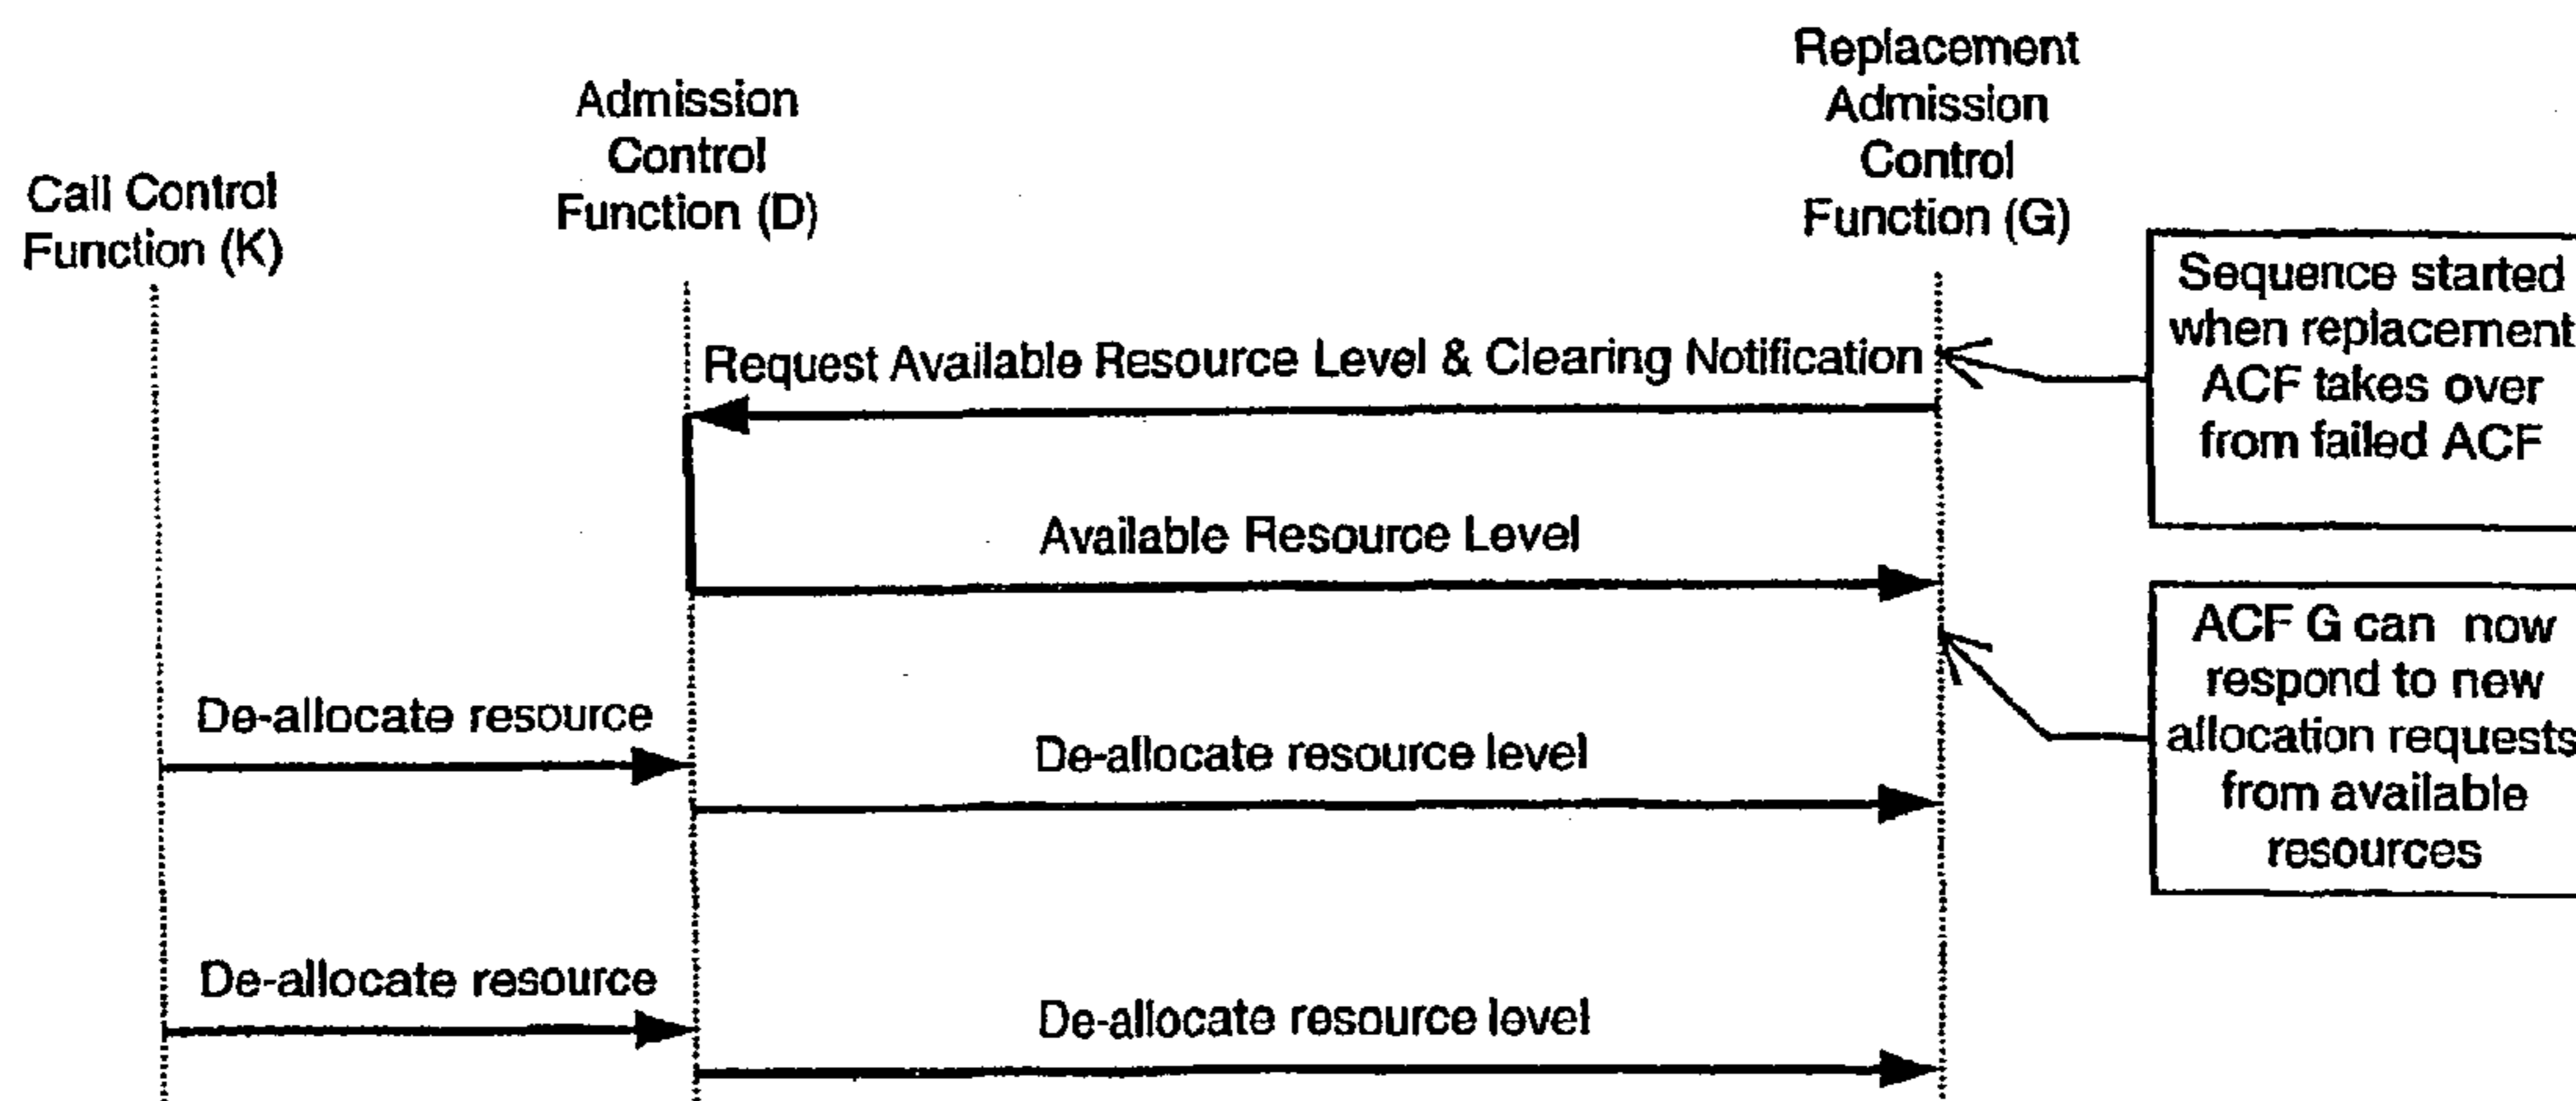 Call Control
Function (K)
Admission
Control
Function (D)
Replacement
Admission
Control
Function (G)
Sequence started
when replacement
ACF takes over
from failed ACF
Request Available Resource Level & Clearing Notification
Available Resource Level
ACF G can now
respond to new
allocation requests
from available
resources
De-allocate resource
De-allocate resource level
De-allocate resource
De-allocate resource level